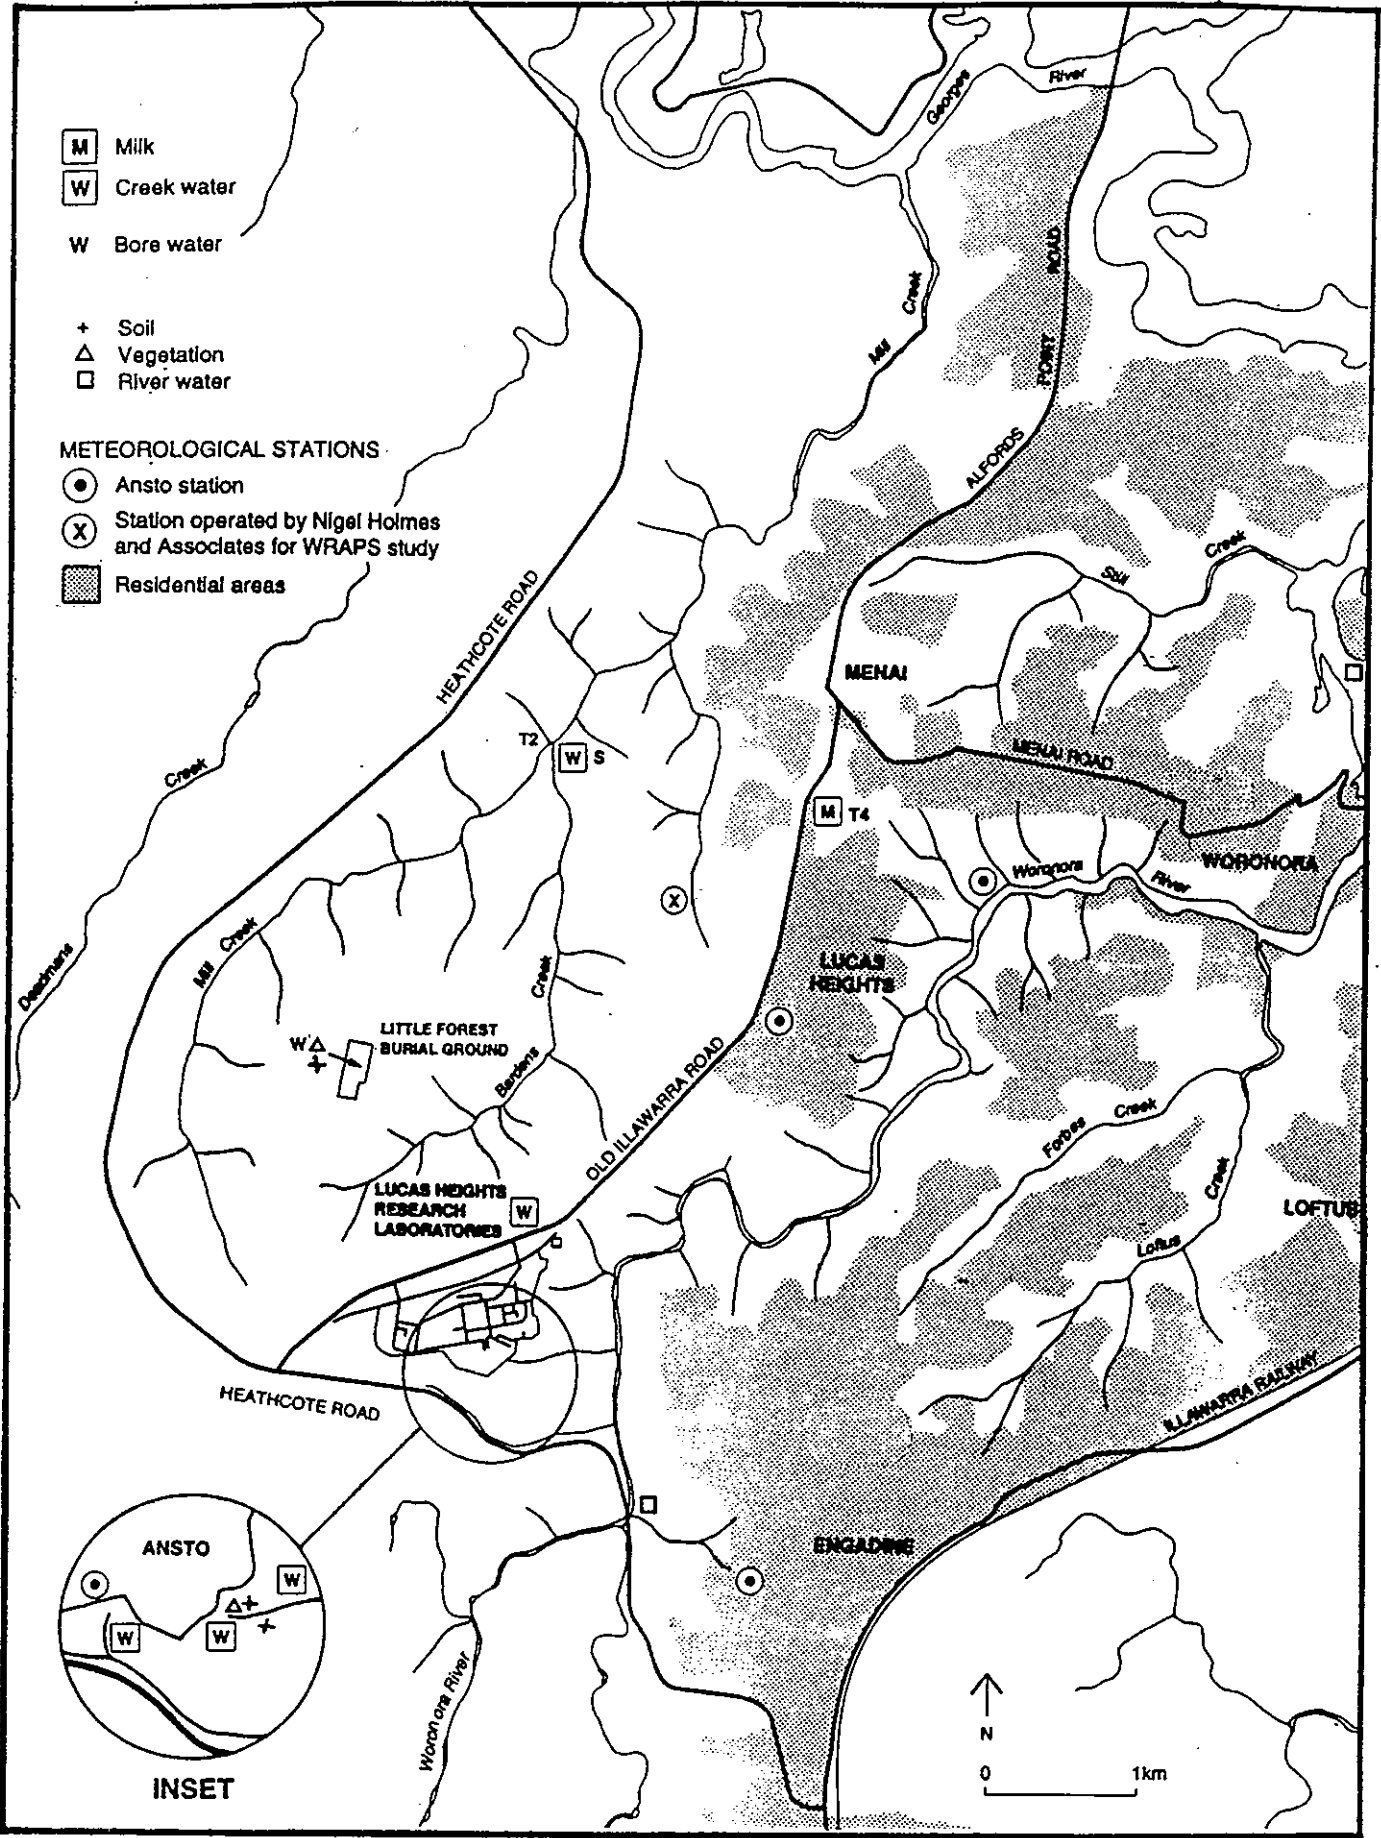 M Milk
W Creek water
W Bore water
+ Soil
Vegetation
River water
METEOROLOGICAL STATIONS
Ansto station
X Station operated by Nigel Holmes
and Associates for WRAPS study
Residential areas
Georges
River
Mill
Creek
ALFORDS
POINT
ROAD
HEATHCOTE ROAD
Still
Creek
MENAI
MENAI ROAD
T2
W S
M T4
Creek
Deadmans
Woronora
River
WORONORA
X
Mill
Creek
LUCAS
HEIGHTS
Creek
Bardens
W
+
LITTLE FOREST
BURIAL GROUND
OLD ILLAWARRA ROAD
Forbes
Creek
LUCAS HEIGHTS
RESEARCH
LABORATORIES
W
Creek
Loftus
LOFTUS
HEATHCOTE ROAD
ILLAWARRA RAILWAY
ENGADINE
ANSTO
W
+
+
W
W
INSET
Woronora River
N
0 1km